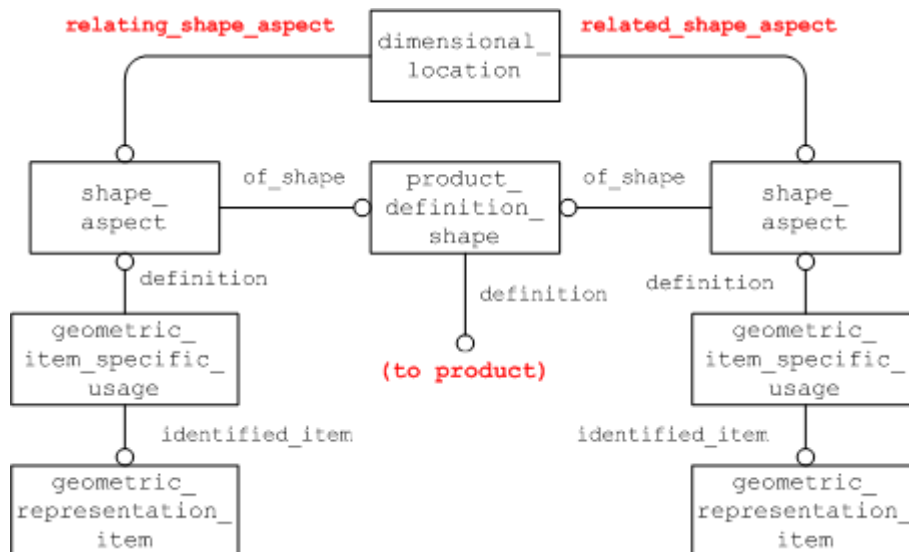 relating_shape_aspect
dimensional_
location
related_shape_aspect
shape_
aspect
of_shape
product_
definition_
shape
of_shape
shape_
aspect
definition
definition
definition
geometric_
item_specific_
usage
(to product)
geometric_
item_specific_
usage
identified_item
identified_item
geometric_
representation_
item
geometric_
representation_
item